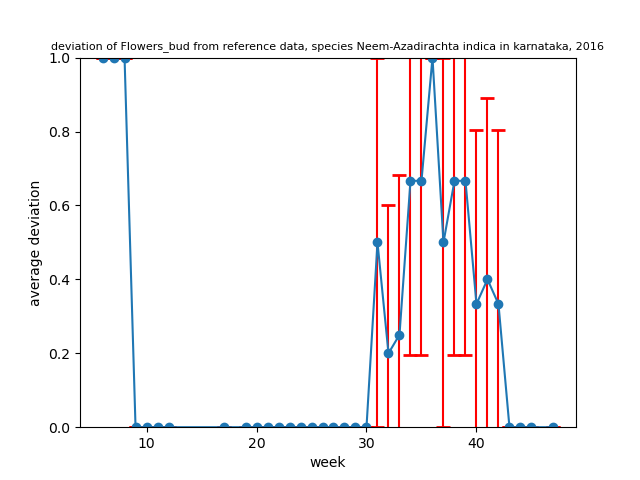 deviation of Flowers_bud from reference data, species Neem-Azadirachta indica in karnataka, 2016
1.0
0.8
0.6
0.4
0.2
0.0
average deviation
10 20 30 40
week